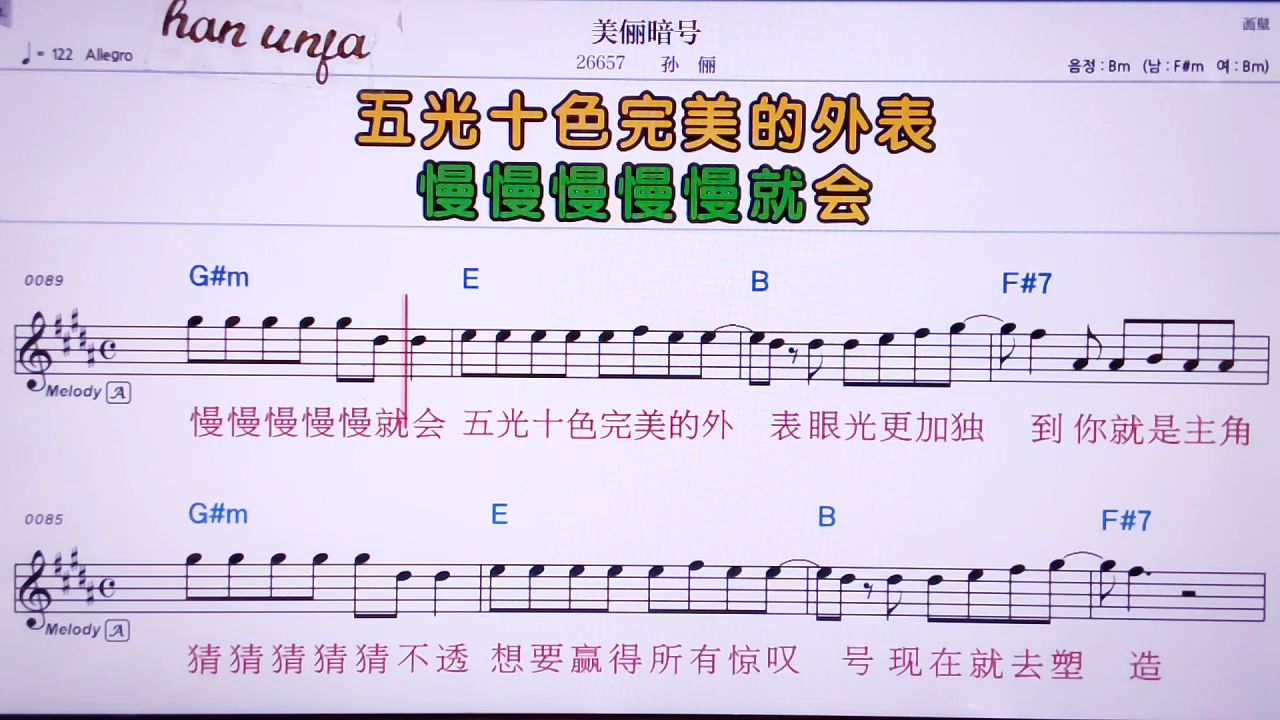 han unfa
美俪暗号
画壁
♩= 122 Allegro
26657 孙 俪
음정 : Bm (남 : F#m 여 : Bm)
五光十色完美的外表
慢慢慢慢慢就会
0089
G#m E B F#7
Melody A
慢慢慢慢慢就会 五光十色完美的外 表眼光更加独 到 你就是主角
0085
G#m E B F#7
Melody A
猜猜猜猜猜不透 想要赢得所有惊叹 号现在就去塑 造